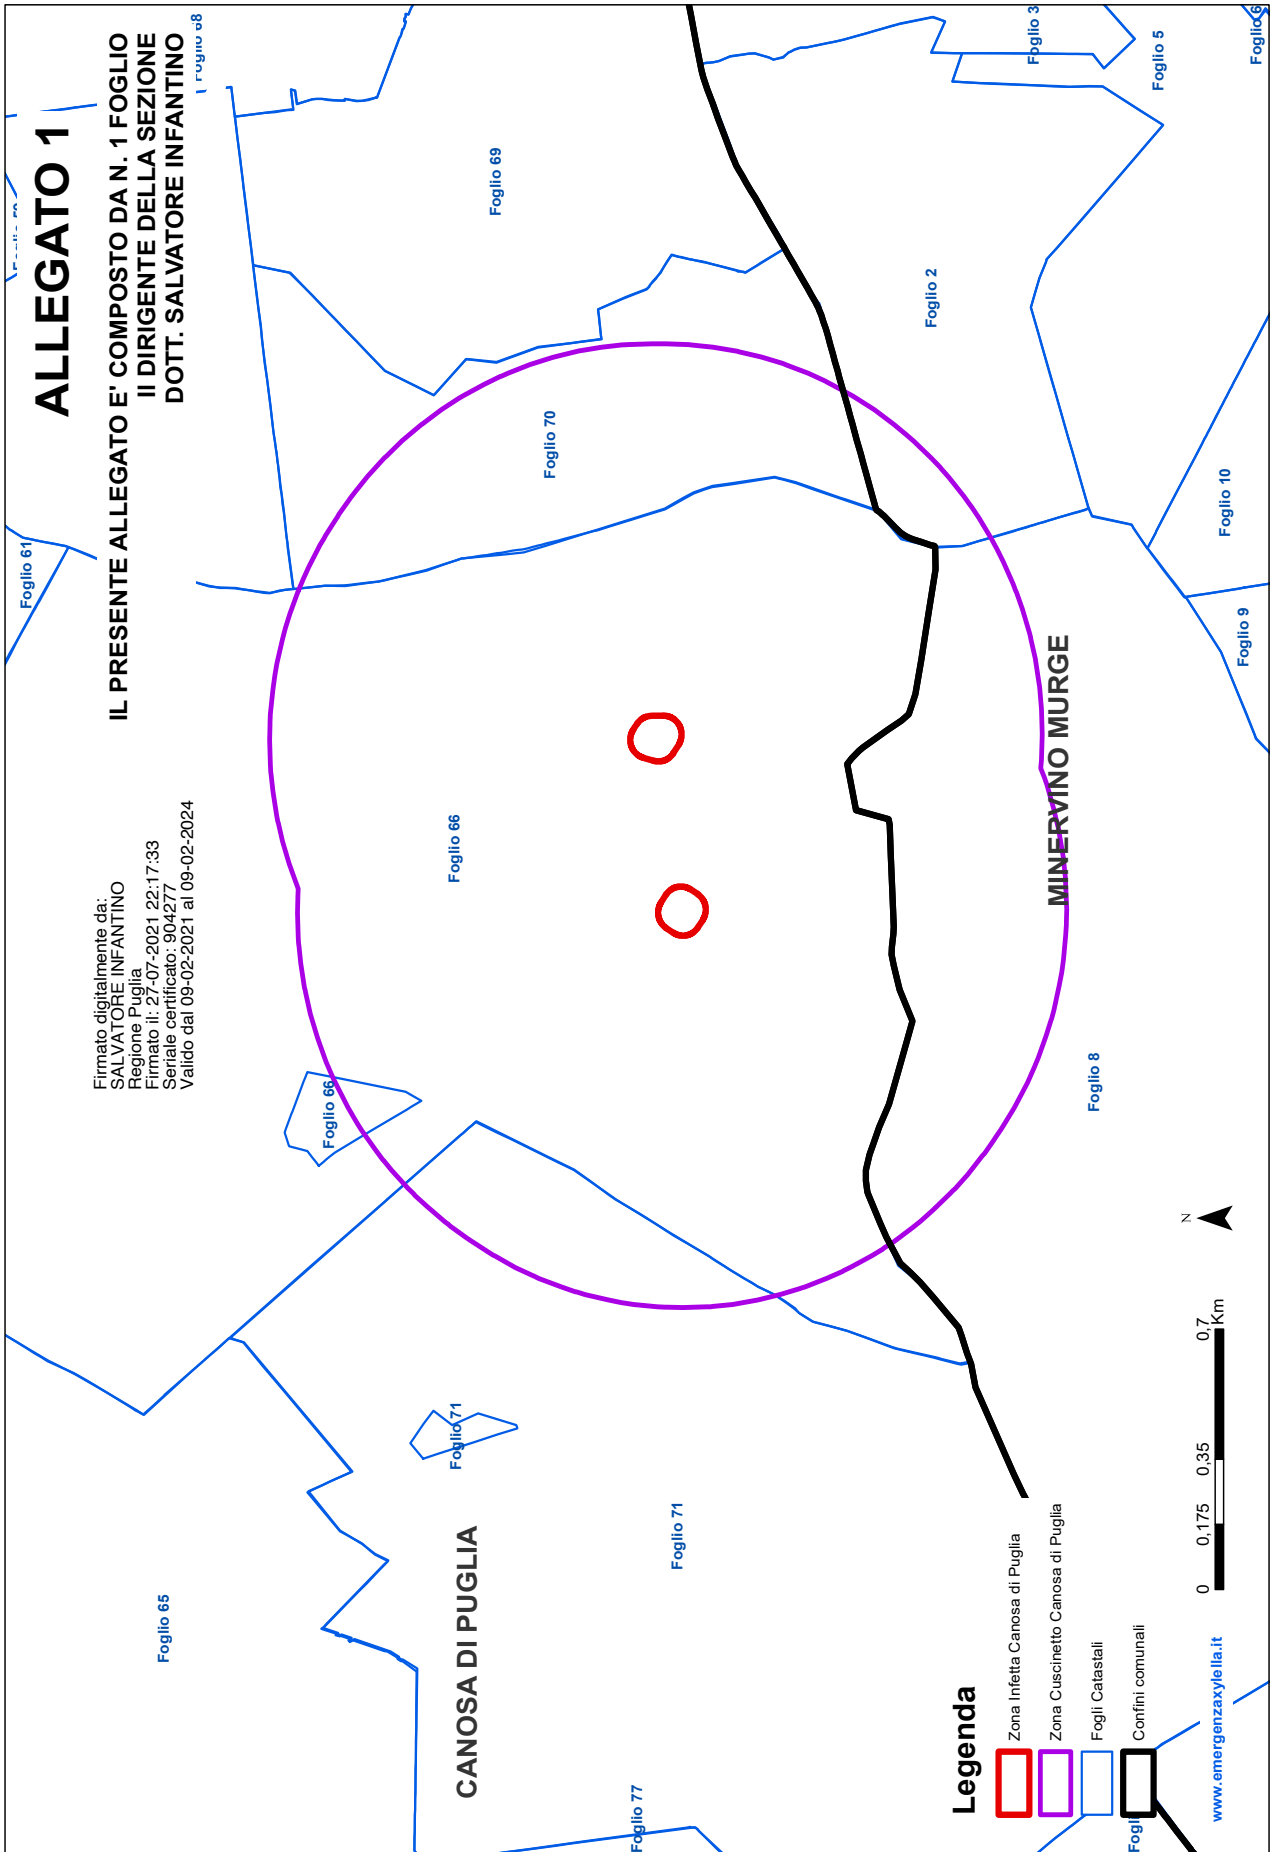 ALLEGATO 1
IL PRESENTE ALLEGATO E' COMPOSTO DA N. 1 FOGLIO
Il DIRIGENTE DELLA SEZIONE
DOTT. SALVATORE INFANTINO
Firmato digitalmente da:
SALVATORE INFANTINO
Regione Puglia
Firmato il: 27-07-2021 22:17:33
Seriale certificato: 904277
Valido dal 09-02-2021 al 09-02-2024
Foglio 65
Foglio 61
Foglio 68
Foglio 66
Foglio 71
Foglio 66
Foglio 69
Foglio 70
CANOSA DI PUGLIA
Foglio 77
Foglio 71
Foglio 2
Foglio 3
MINERVINO MURGE
Foglio 8
Foglio 5
Foglio 10
Foglio 9
Foglio 6
Legenda
Zona Infetta Canosa di Puglia
Zona Cuscinetto Canosa di Puglia
Fogli Catastali
Confini comunali
www.emergenzaxylella.it
N
0 0,175 0,35 0,7
Km